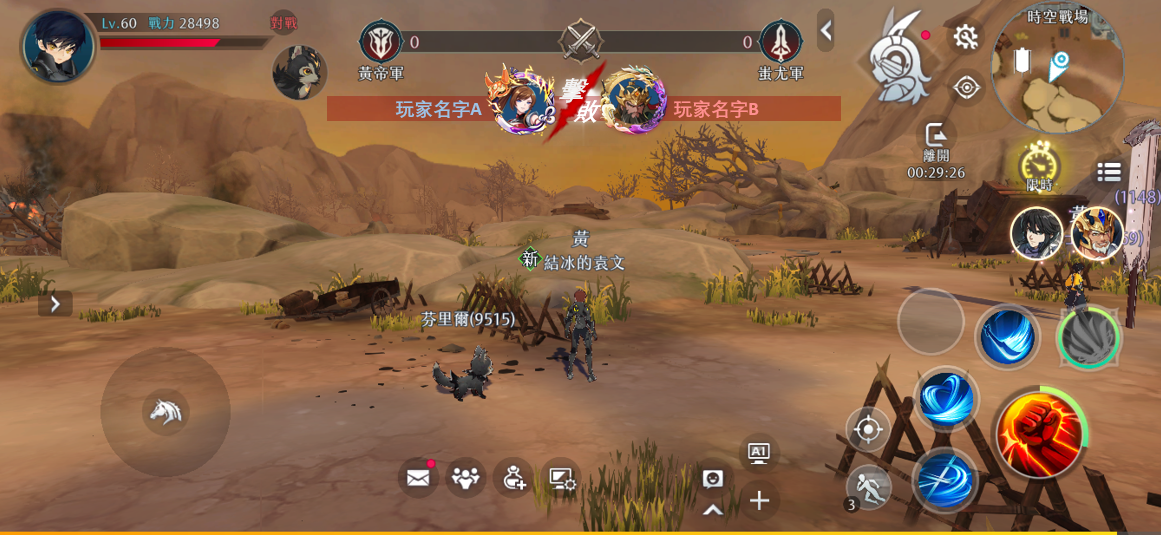 Lv.60 戰力 28498
對戰
0
0
黃帝軍
蚩尤軍
時空戰場
玩家名字A
擊敗
玩家名字B
離開
00:29:26
限時
(1148)
黃
新 結冰的袁文
芬里爾(9515)
A1
3